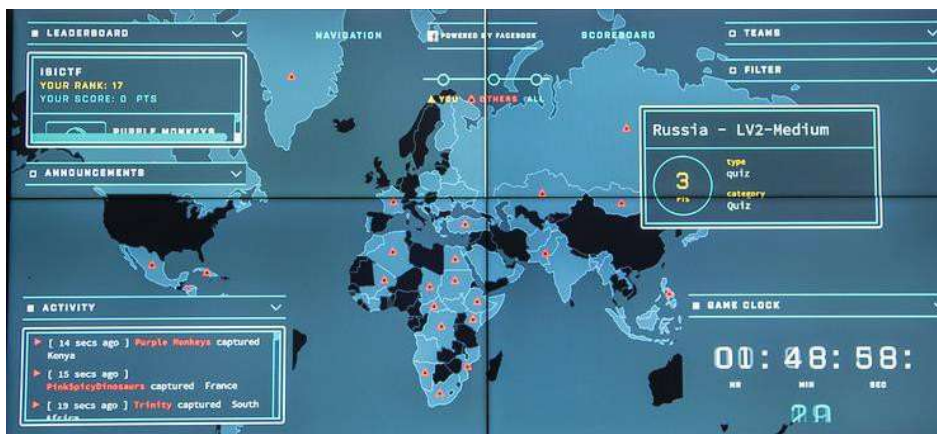 LEADERBOARD
NAVIGATION
POWERED BY FACEBOOK
SCOREBOARD
TEAMS
FILTER
YOUR RANK: 17
YOUR SCORE: 0 PTS
PURPLE MONKEYS
YOU OTHERS ALL
ANNOUNCEMENTS
Russia - LV2-Medium
3
PTS
type
quiz
category
Quiz
ACTIVITY
[ 14 secs ago ] Purple Monkeys captured
Kenya
[ 15 secs ago ]
PinkSpicyDinosaurs captured France
[ 19 secs ago ] Trinity captured South
Africa
GAME CLOCK
01: 48: 58:
HR MIN SEC